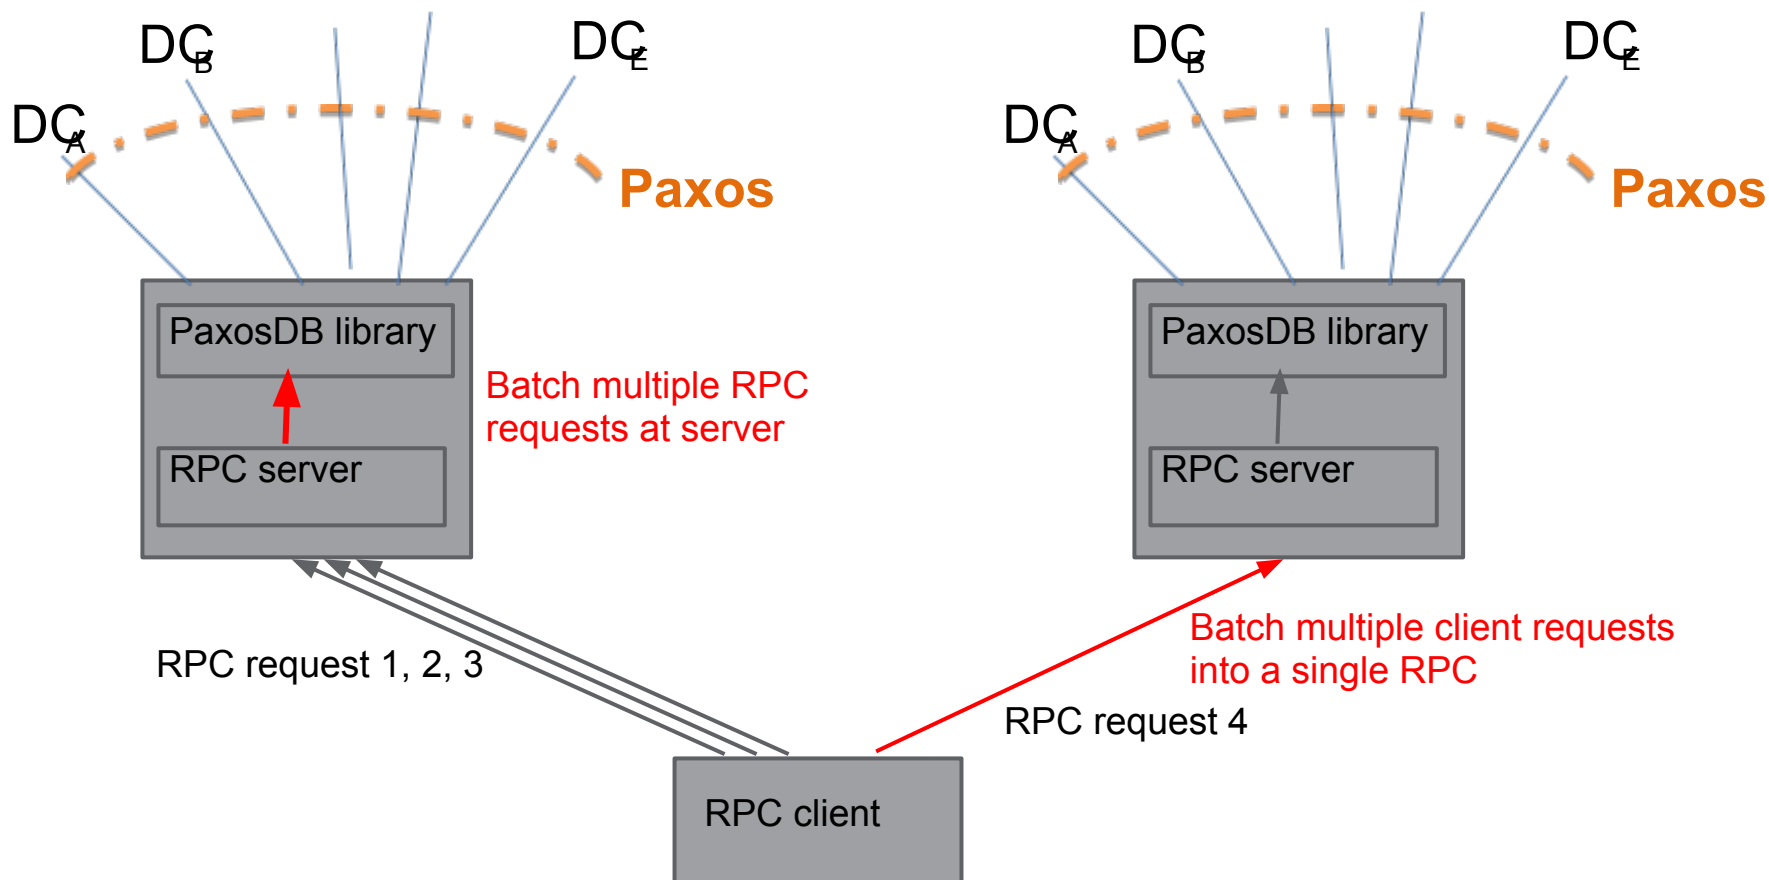 DCB
DCE
DCA
Paxos
PaxosDB library
Batch multiple RPC
requests at server
RPC server
RPC request 1, 2, 3
DCB
DCE
DCA
Paxos
PaxosDB library
RPC server
Batch multiple client requests
into a single RPC
RPC request 4
RPC client